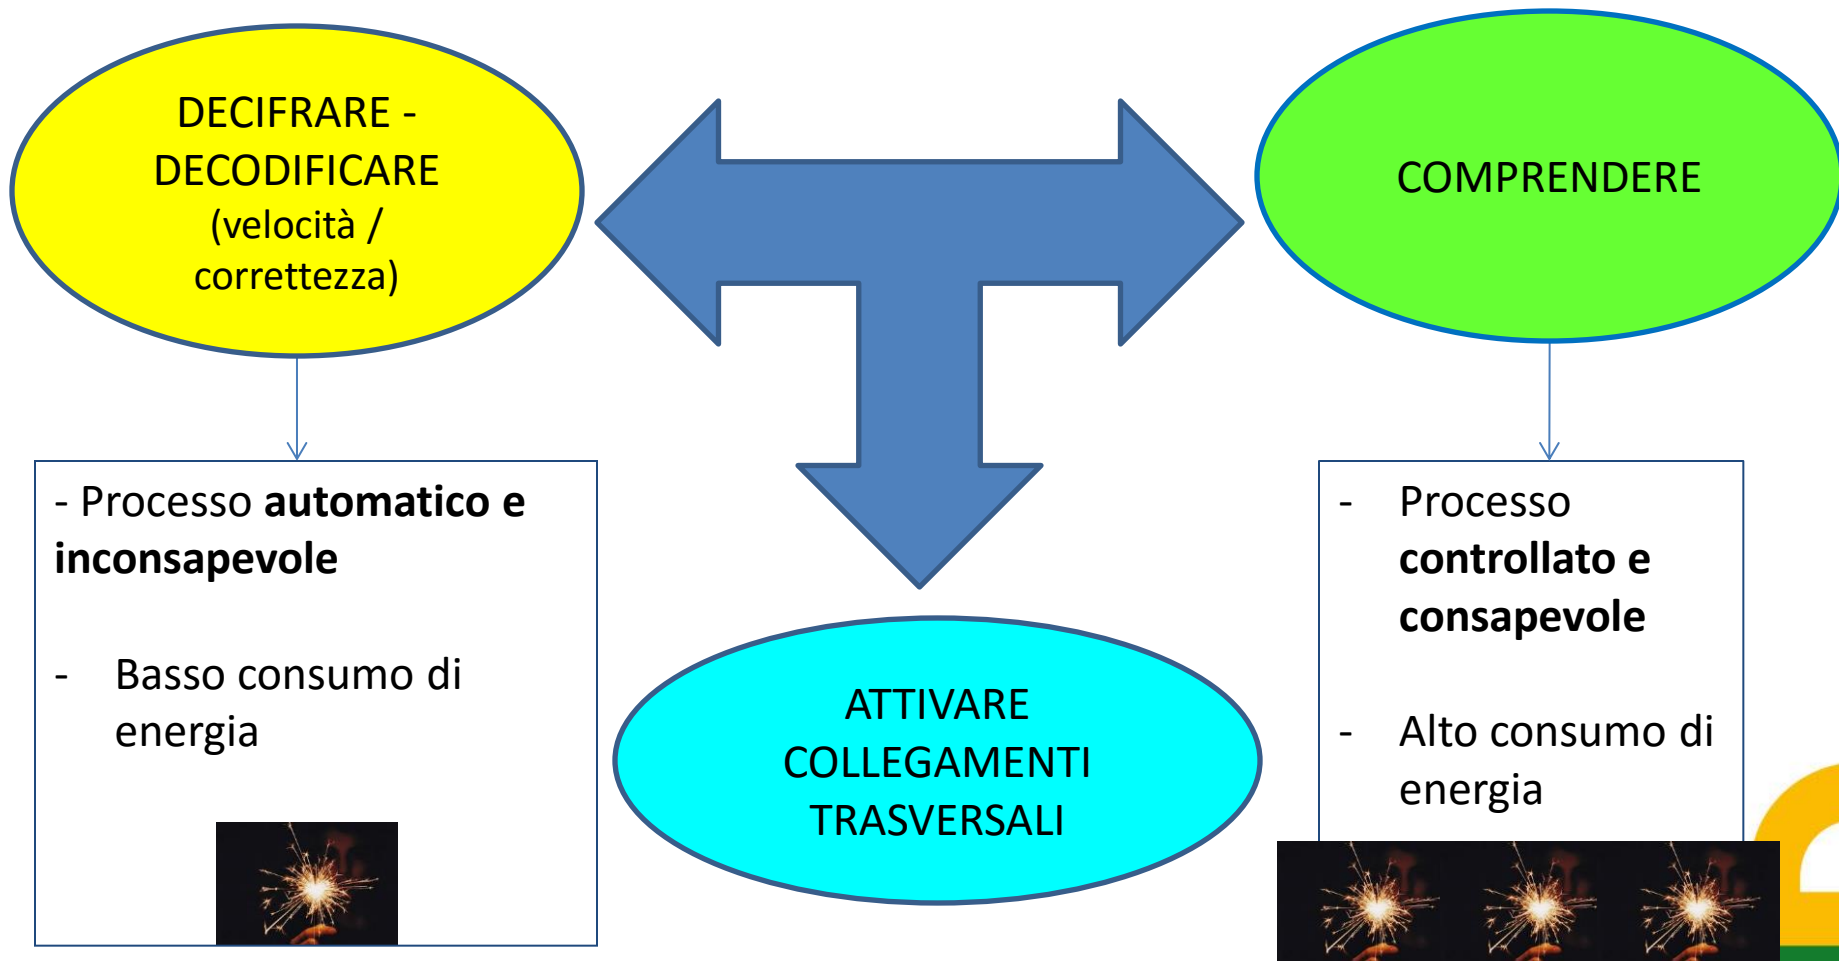 DECIFRARE -
DECODIFICARE
(velocità /
correttezza)
COMPRENDERE
- Processo automatico e
inconsapevole
- Basso consumo di
energia
ATTIVARE
COLLEGAMENTI
TRASVERSALI
- Processo
controllato e
consapevole
- Alto consumo di
energia